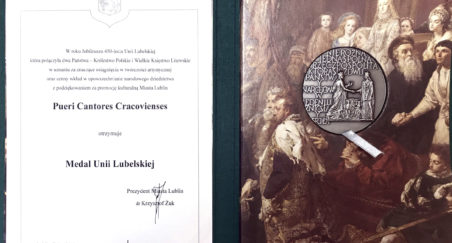 W roku Jubileuszu 450-lecia Unii Lubelskiej
która połączyła dwa Państwa – Królestwo Polskie i Wielkie Księstwo Litewskie
w uznaniu za znaczące osiągnięcia w twórczości artystycznej
oraz cenny wkład w upowszechnianie narodowego dziedzictwa
z podziękowaniem za promocję kulturalną Miasta Lublin
Pueri Cantores Cracovienses
otrzymuje
Medal Unii Lubelskiej
Prezydent Miasta Lublin
dr Krzysztof Żuk
NARODÓW